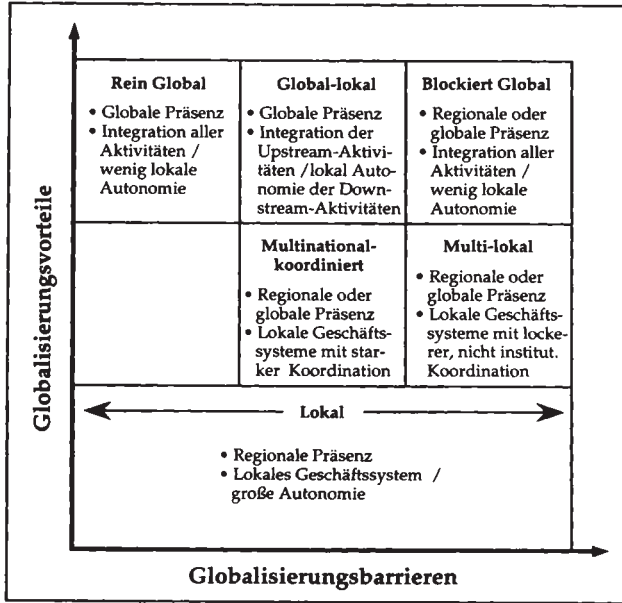 Globalisierungsvorteile
Rein Global
• Globale Präsenz
• Integration aller
Aktivitäten /
wenig lokale
Autonomie
Global-lokal
• Globale Präsenz
• Integration der
Upstream-Aktivi-
täten / lokal Auto-
nomie der Down-
stream-Aktivitäten
Blockiert Global
• Regionale oder
globale Präsenz
• Integration aller
Aktivitäten /
wenig lokale
Autonomie
Multinational-
koordiniert
• Regionale oder
globale Präsenz
• Lokale Geschäfts-
systeme mit star-
ker Koordination
Multi-lokal
• Regionale oder
globale Präsenz
• Lokale Geschäfts-
systeme mit locke-
rer, nicht institut.
Koordination
Lokal
• Regionale Präsenz
• Lokales Geschäftssystem /
große Autonomie
Globalisierungsbarrieren